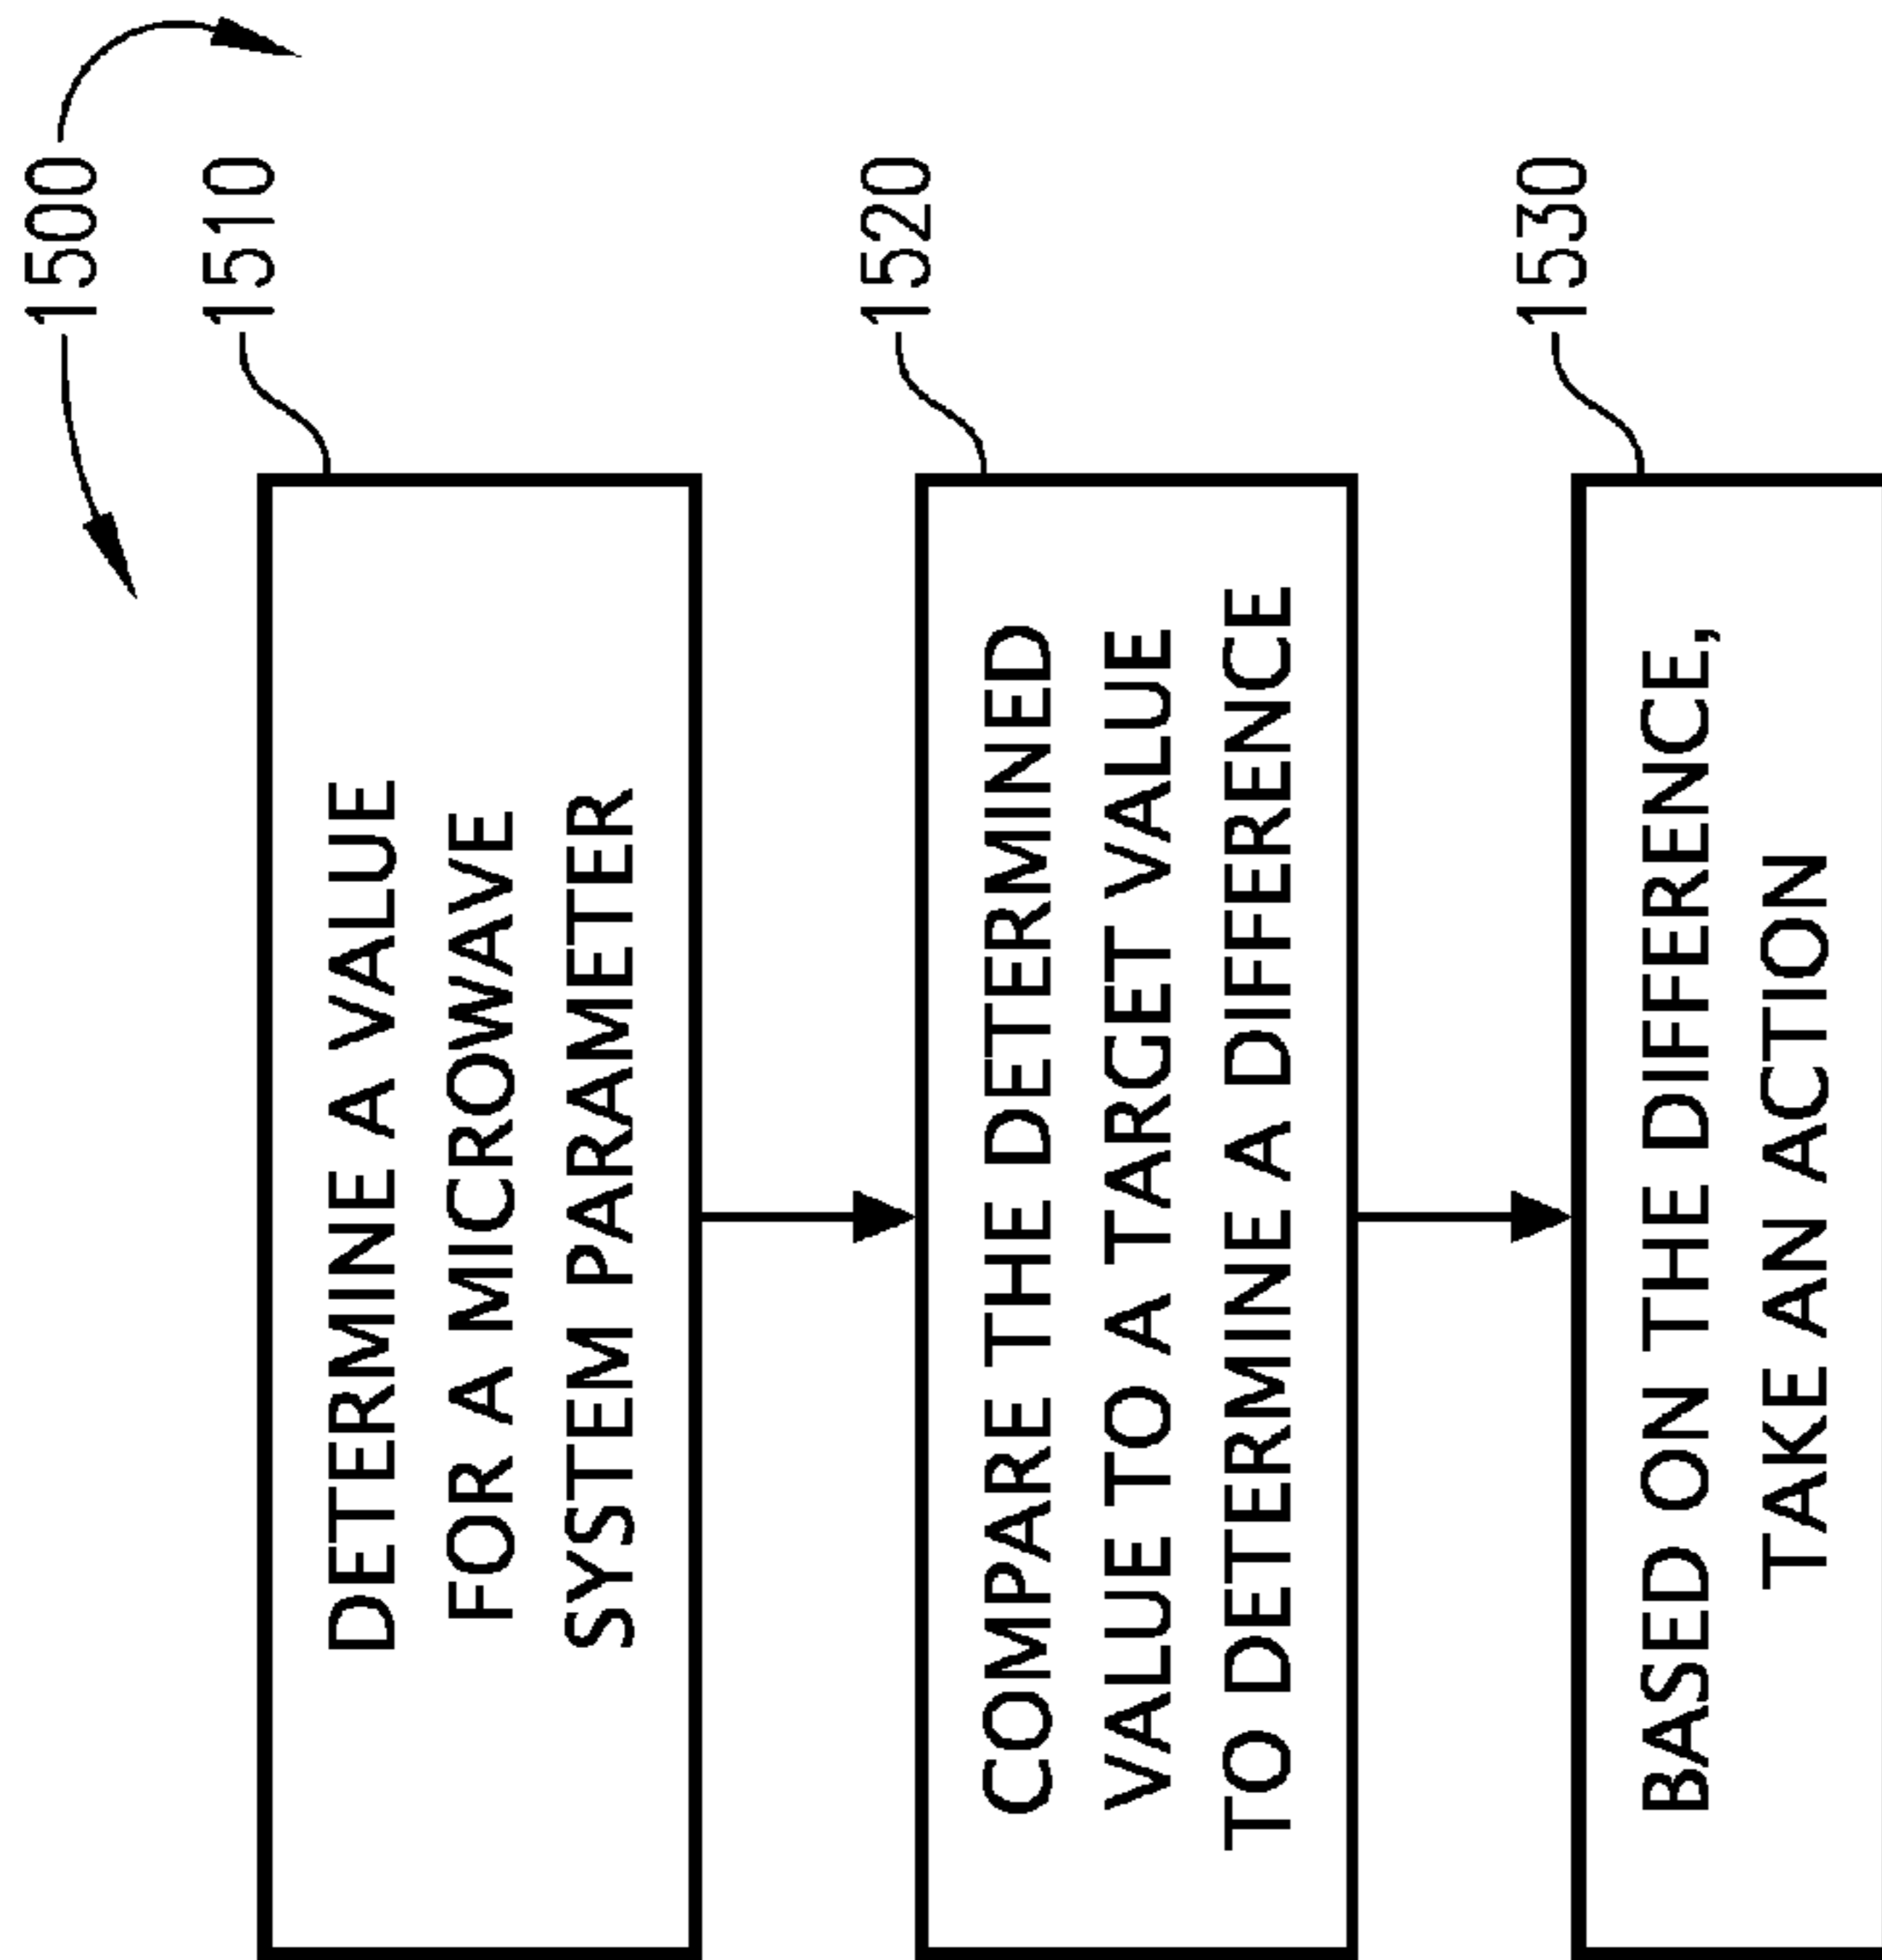 1500
1510
DETERMINE A VALUE
FOR A MICROWAVE
SYSTEM PARAMETER
1520
COMPARE THE DETERMINED
VALUE TO A TARGET VALUE
TO DETERMINE A DIFFERENCE
1530
BASED ON THE DIFFERENCE,
TAKE AN ACTION